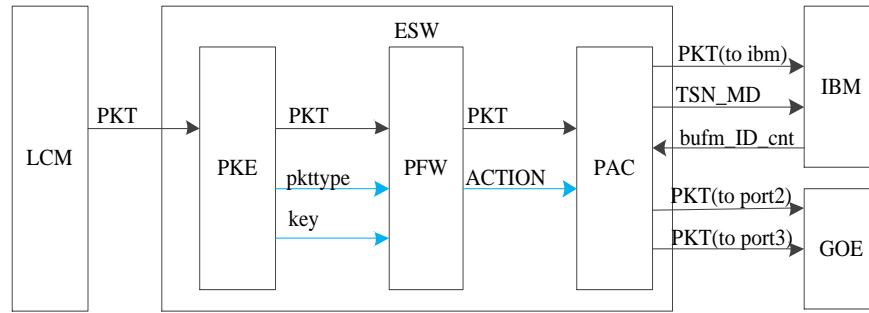 ESW
PKT(to ibm)
TSN_MD
IBM
PKT
PKT
PKT
bufm_ID_cnt
LCM
PKE
PFW
PAC
pkttype
ACTION
PKT(to port2)
key
PKT(to port3)
GOE